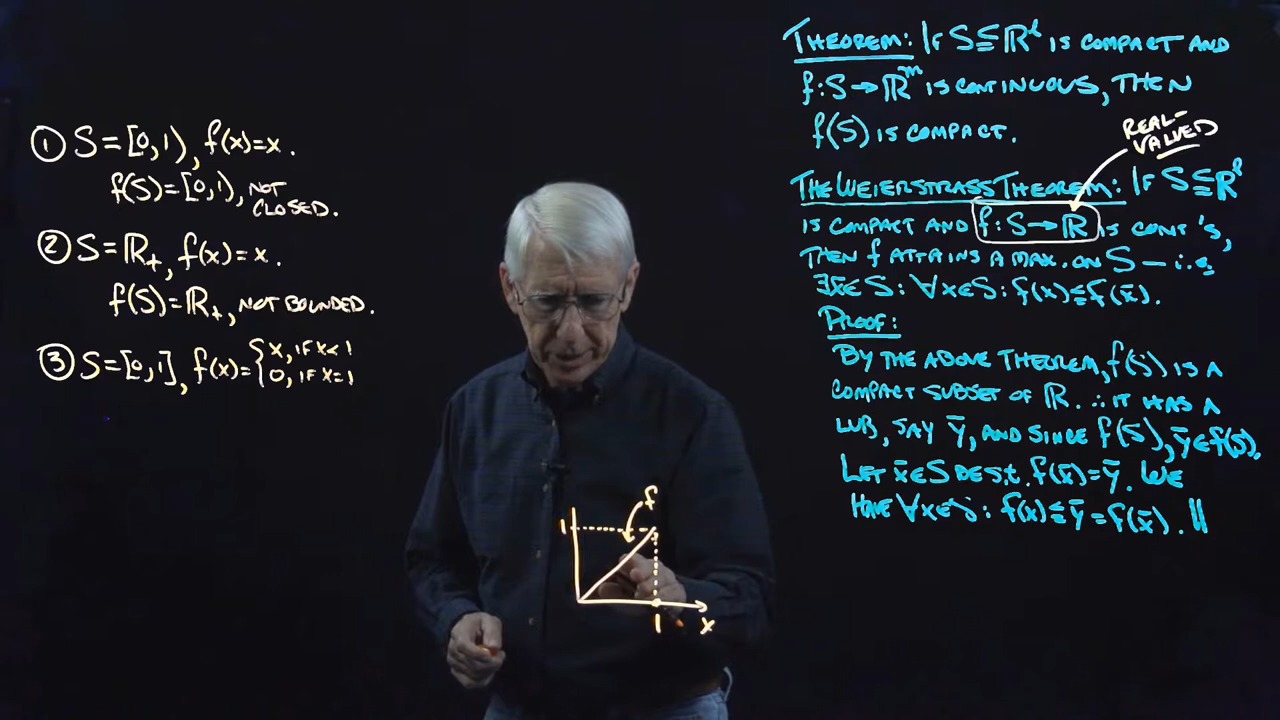 ① S=[0,1), f(x)=x.
f(S)=[0,1), NOT
CLOSED.
② S=ℝ₊, f(x)=x.
f(S)=ℝ₊, NOT BOUNDED.
③ S=[0,1], f(x)={x, IF x<1
0, IF x=1
f
1
1
x
THEOREM: IF S⊆ℝˡ IS COMPACT AND
f:S→ℝᵐ IS CONTINUOUS, THEN
f(S) IS COMPACT.
REAL-
VALUED
THE WEIERSTRASS THEOREM: IF S⊆ℝˡ
IS COMPACT AND f:S→ℝ IS CONT'S,
THEN f ATTAINS A MAX. ON S — i.e.,
∃x̄∈S: ∀x∈S: f(x)≦f(x̄).
PROOF:
BY THE ABOVE THEOREM, f(S) IS A
COMPACT SUBSET OF ℝ. ∴ IT HAS A
LUB, SAY ȳ, AND SINCE f(S), ȳ∈f(S).
LET x̄∈S BE S.T. f(x̄)=ȳ. WE
HAVE ∀x∈S: f(x)≦ȳ=f(x̄). ||